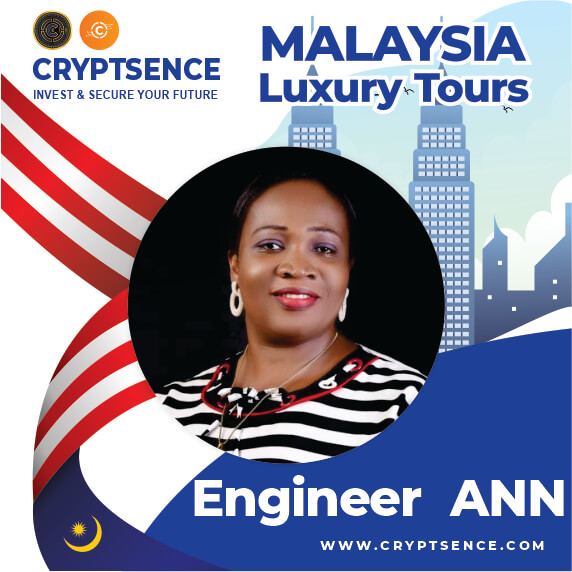 CRYPTSENCE
INVEST & SECURE YOUR FUTURE
MALAYSIA
Luxury Tours
Engineer ANN
WWW.CRYPTSENCE.COM